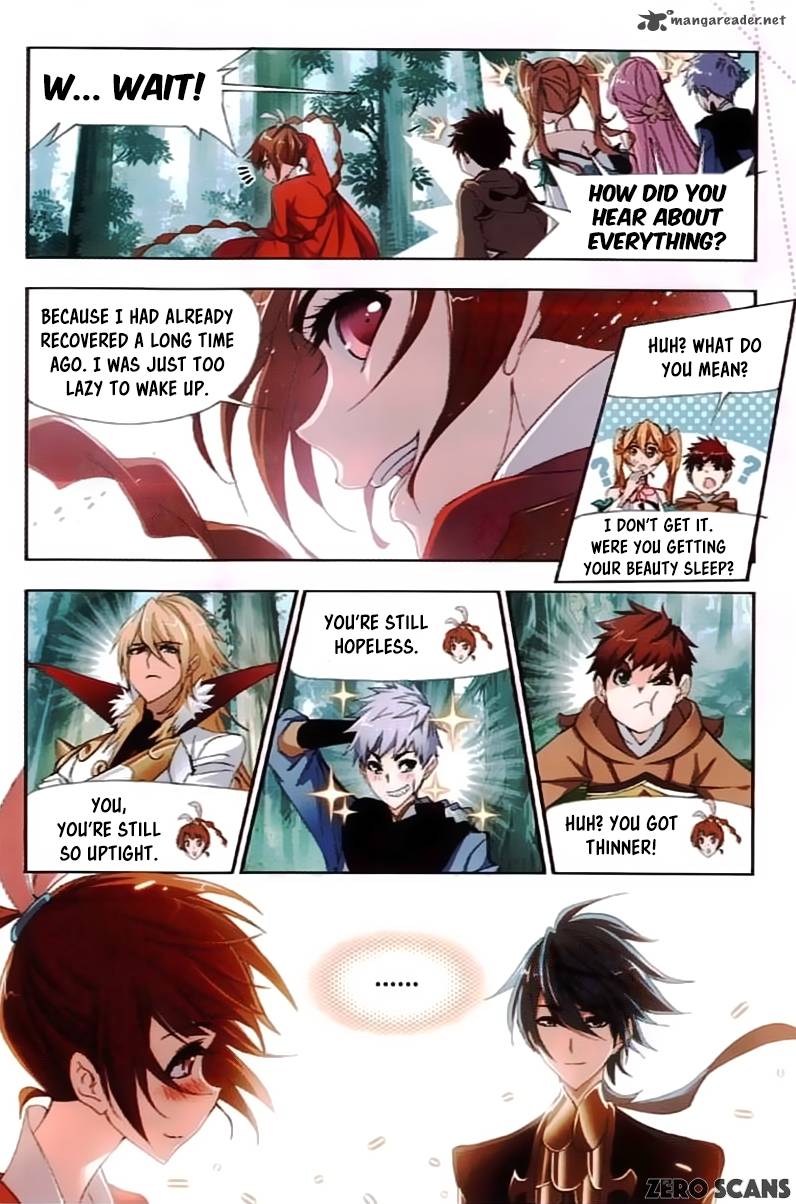 mangareader.net
W... WAIT!
HOW DID YOU
HEAR ABOUT
EVERYTHING?
BECAUSE I HAD ALREADY
RECOVERED A LONG TIME
AGO. I WAS JUST TOO
LAZY TO WAKE UP.
HUH? WHAT DO
YOU MEAN?
?
?
I DON'T GET IT.
WERE YOU GETTING
YOUR BEAUTY SLEEP?
YOU,
YOU'RE STILL
SO UPTIGHT.
YOU'RE STILL
HOPELESS.
HUH? YOU GOT
THINNER!
......
ZERO SCANS